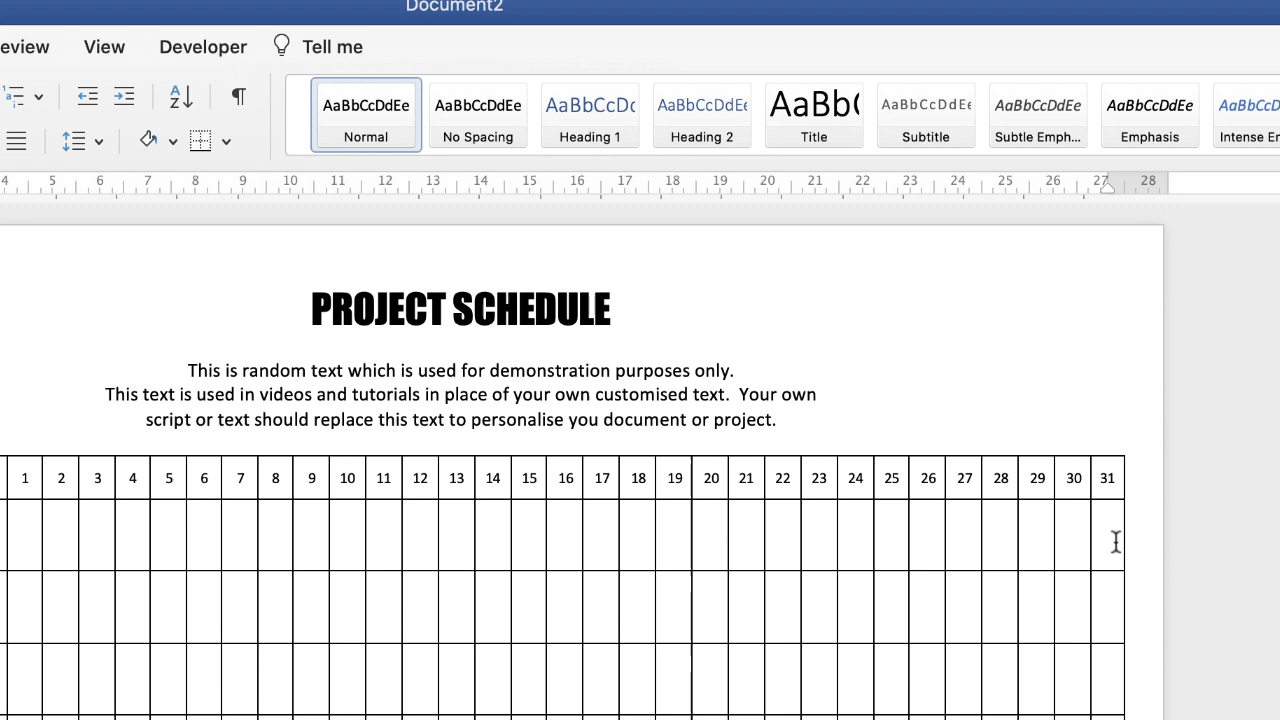 Document2
eview View Developer Tell me
AaBbCcDdEe AaBbCcDdEe AaBbCcDc AaBbCcDdEe AaBb( AaBbCcDdEe AaBbCcDdEe AaBbCcDdEe AaBbCcD
Normal No Spacing Heading 1 Heading 2 Title Subtitle Subtle Emph... Emphasis Intense Em
4 5 6 7 8 9 10 11 12 13 14 15 16 17 18 19 20 21 22 23 24 25 26 27 28
PROJECT SCHEDULE
This is random text which is used for demonstration purposes only.
This text is used in videos and tutorials in place of your own customised text. Your own
script or text should replace this text to personalise you document or project.
1 2 3 4 5 6 7 8 9 10 11 12 13 14 15 16 17 18 19 20 21 22 23 24 25 26 27 28 29 30 31